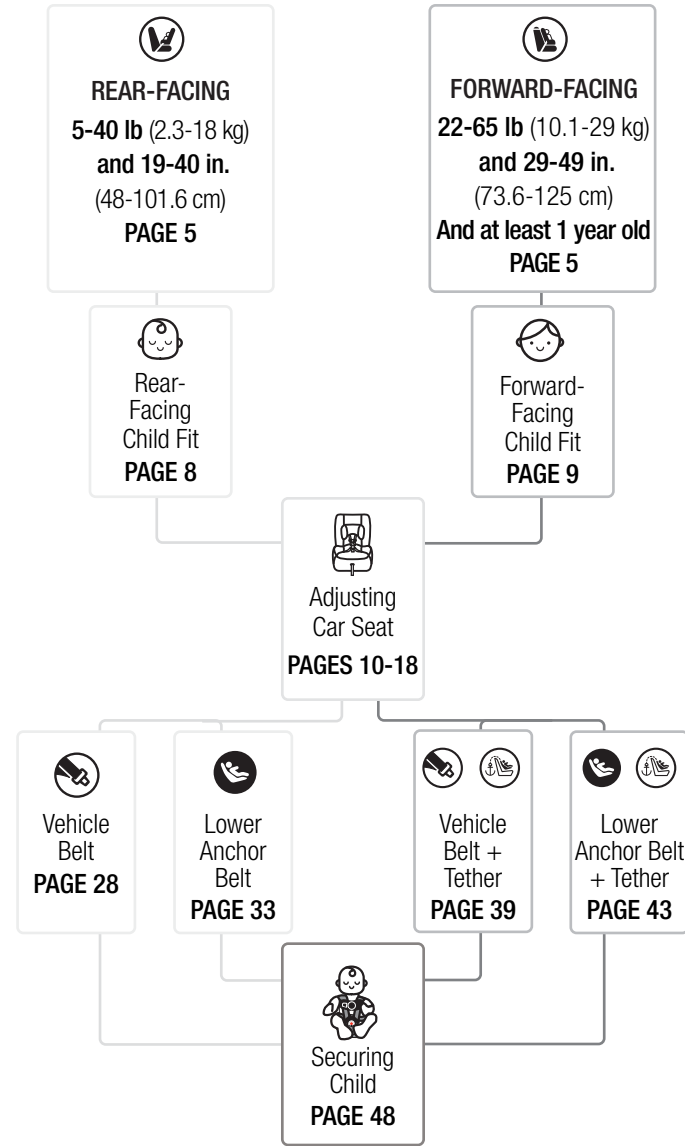 REAR-FACING
5-40 lb (2.3-18 kg)
and 19-40 in.
(48-101.6 cm)
PAGE 5
FORWARD-FACING
22-65 lb (10.1-29 kg)
and 29-49 in.
(73.6-125 cm)
And at least 1 year old
PAGE 5
Rear-
Facing
Child Fit
PAGE 8
Forward-
Facing
Child Fit
PAGE 9
Adjusting
Car Seat
PAGES 10-18
Vehicle
Belt
PAGE 28
Lower
Anchor
Belt
PAGE 33
Vehicle
Belt +
Tether
PAGE 39
Lower
Anchor Belt
+ Tether
PAGE 43
Securing
Child
PAGE 48